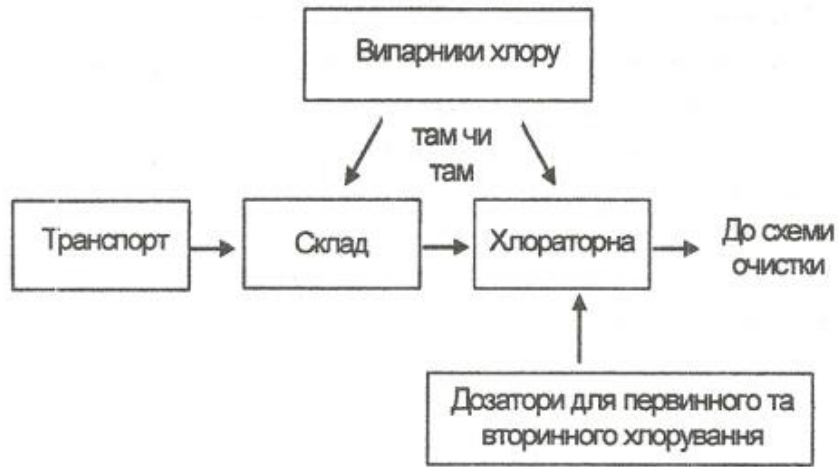 Випарники хлору
там чи
там
Транспорт
Склад
Хлораторна
До схеми
очистки
Дозатори для первинного та
вторинного хлорування